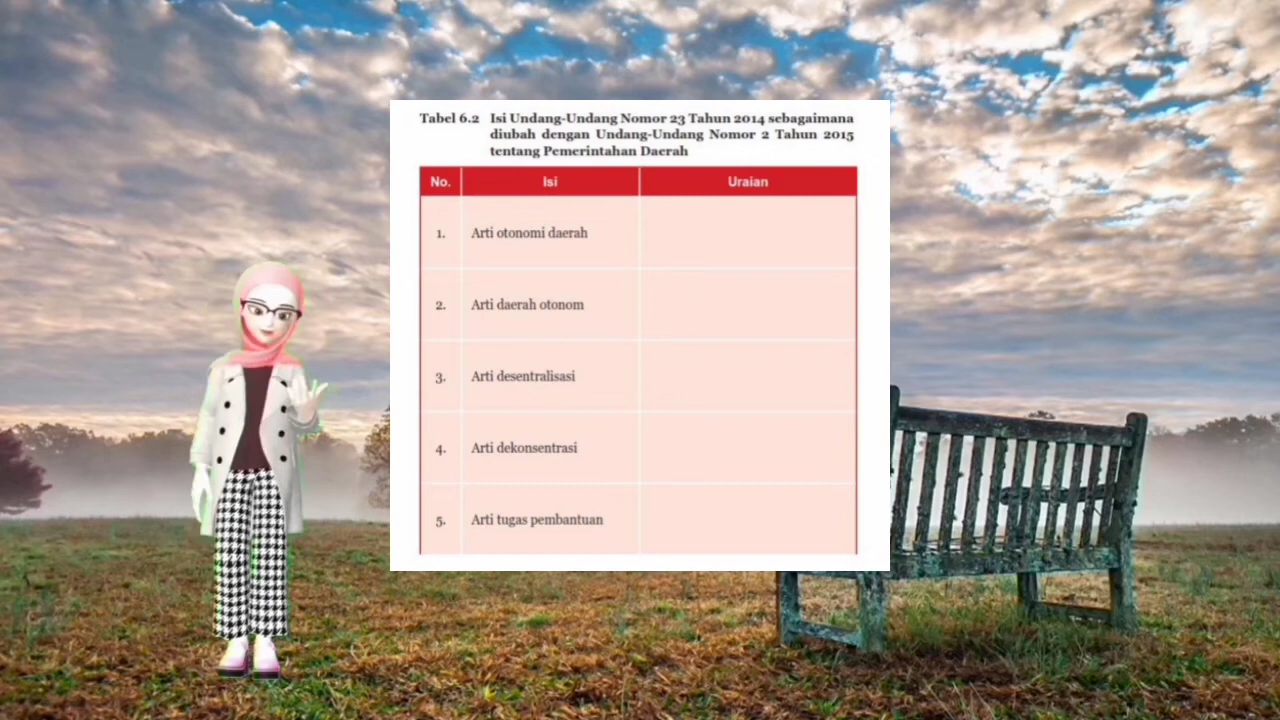 Tabel 6.2 Isi Undang-Undang Nomor 23 Tahun 2014 sebagaimana
diubah dengan Undang-Undang Nomor 2 Tahun 2015
tentang Pemerintahan Daerah
No. Isi Uraian
1. Arti otonomi daerah
2. Arti daerah otonom
3. Arti desentralisasi
4. Arti dekonsentrasi
5. Arti tugas pembantuan